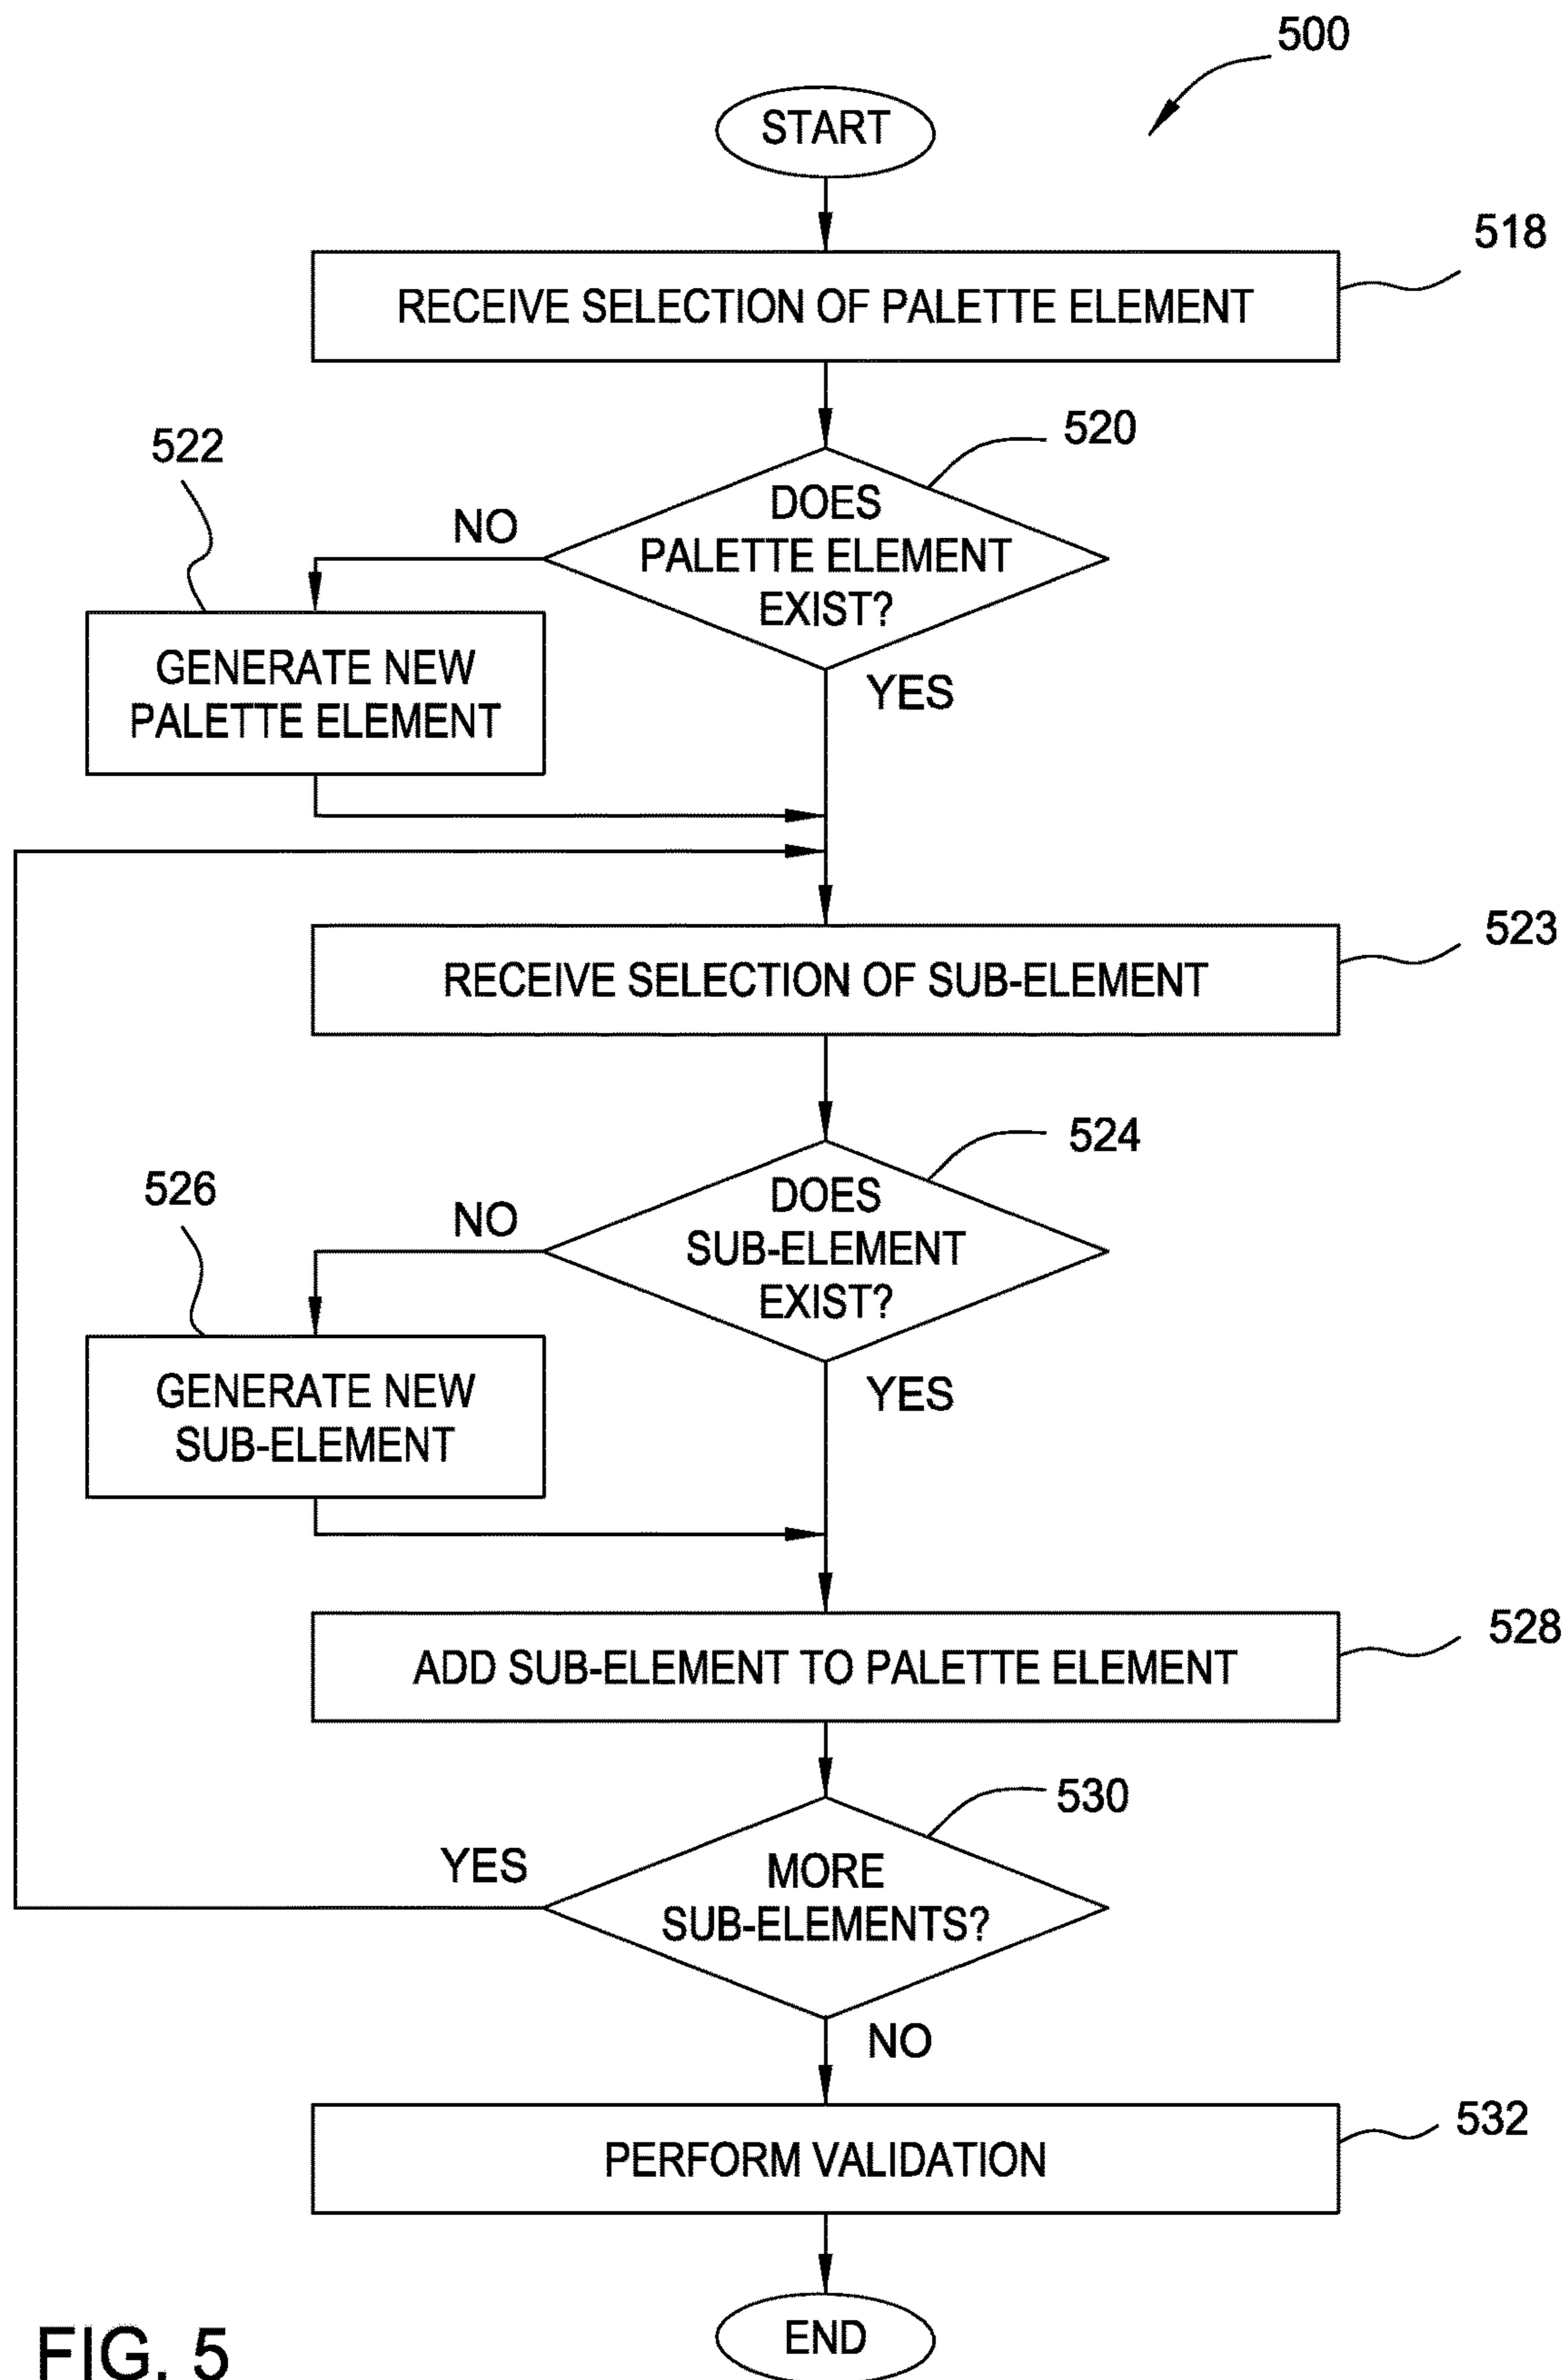 500
START
518
RECEIVE SELECTION OF PALETTE ELEMENT
520
522
DOES
PALETTE ELEMENT
EXIST?
NO
GENERATE NEW
PALETTE ELEMENT
YES
523
RECEIVE SELECTION OF SUB-ELEMENT
524
526
DOES
SUB-ELEMENT
EXIST?
NO
GENERATE NEW
SUB-ELEMENT
YES
528
ADD SUB-ELEMENT TO PALETTE ELEMENT
530
YES
MORE
SUB-ELEMENTS?
NO
532
PERFORM VALIDATION
END
FIG. 5